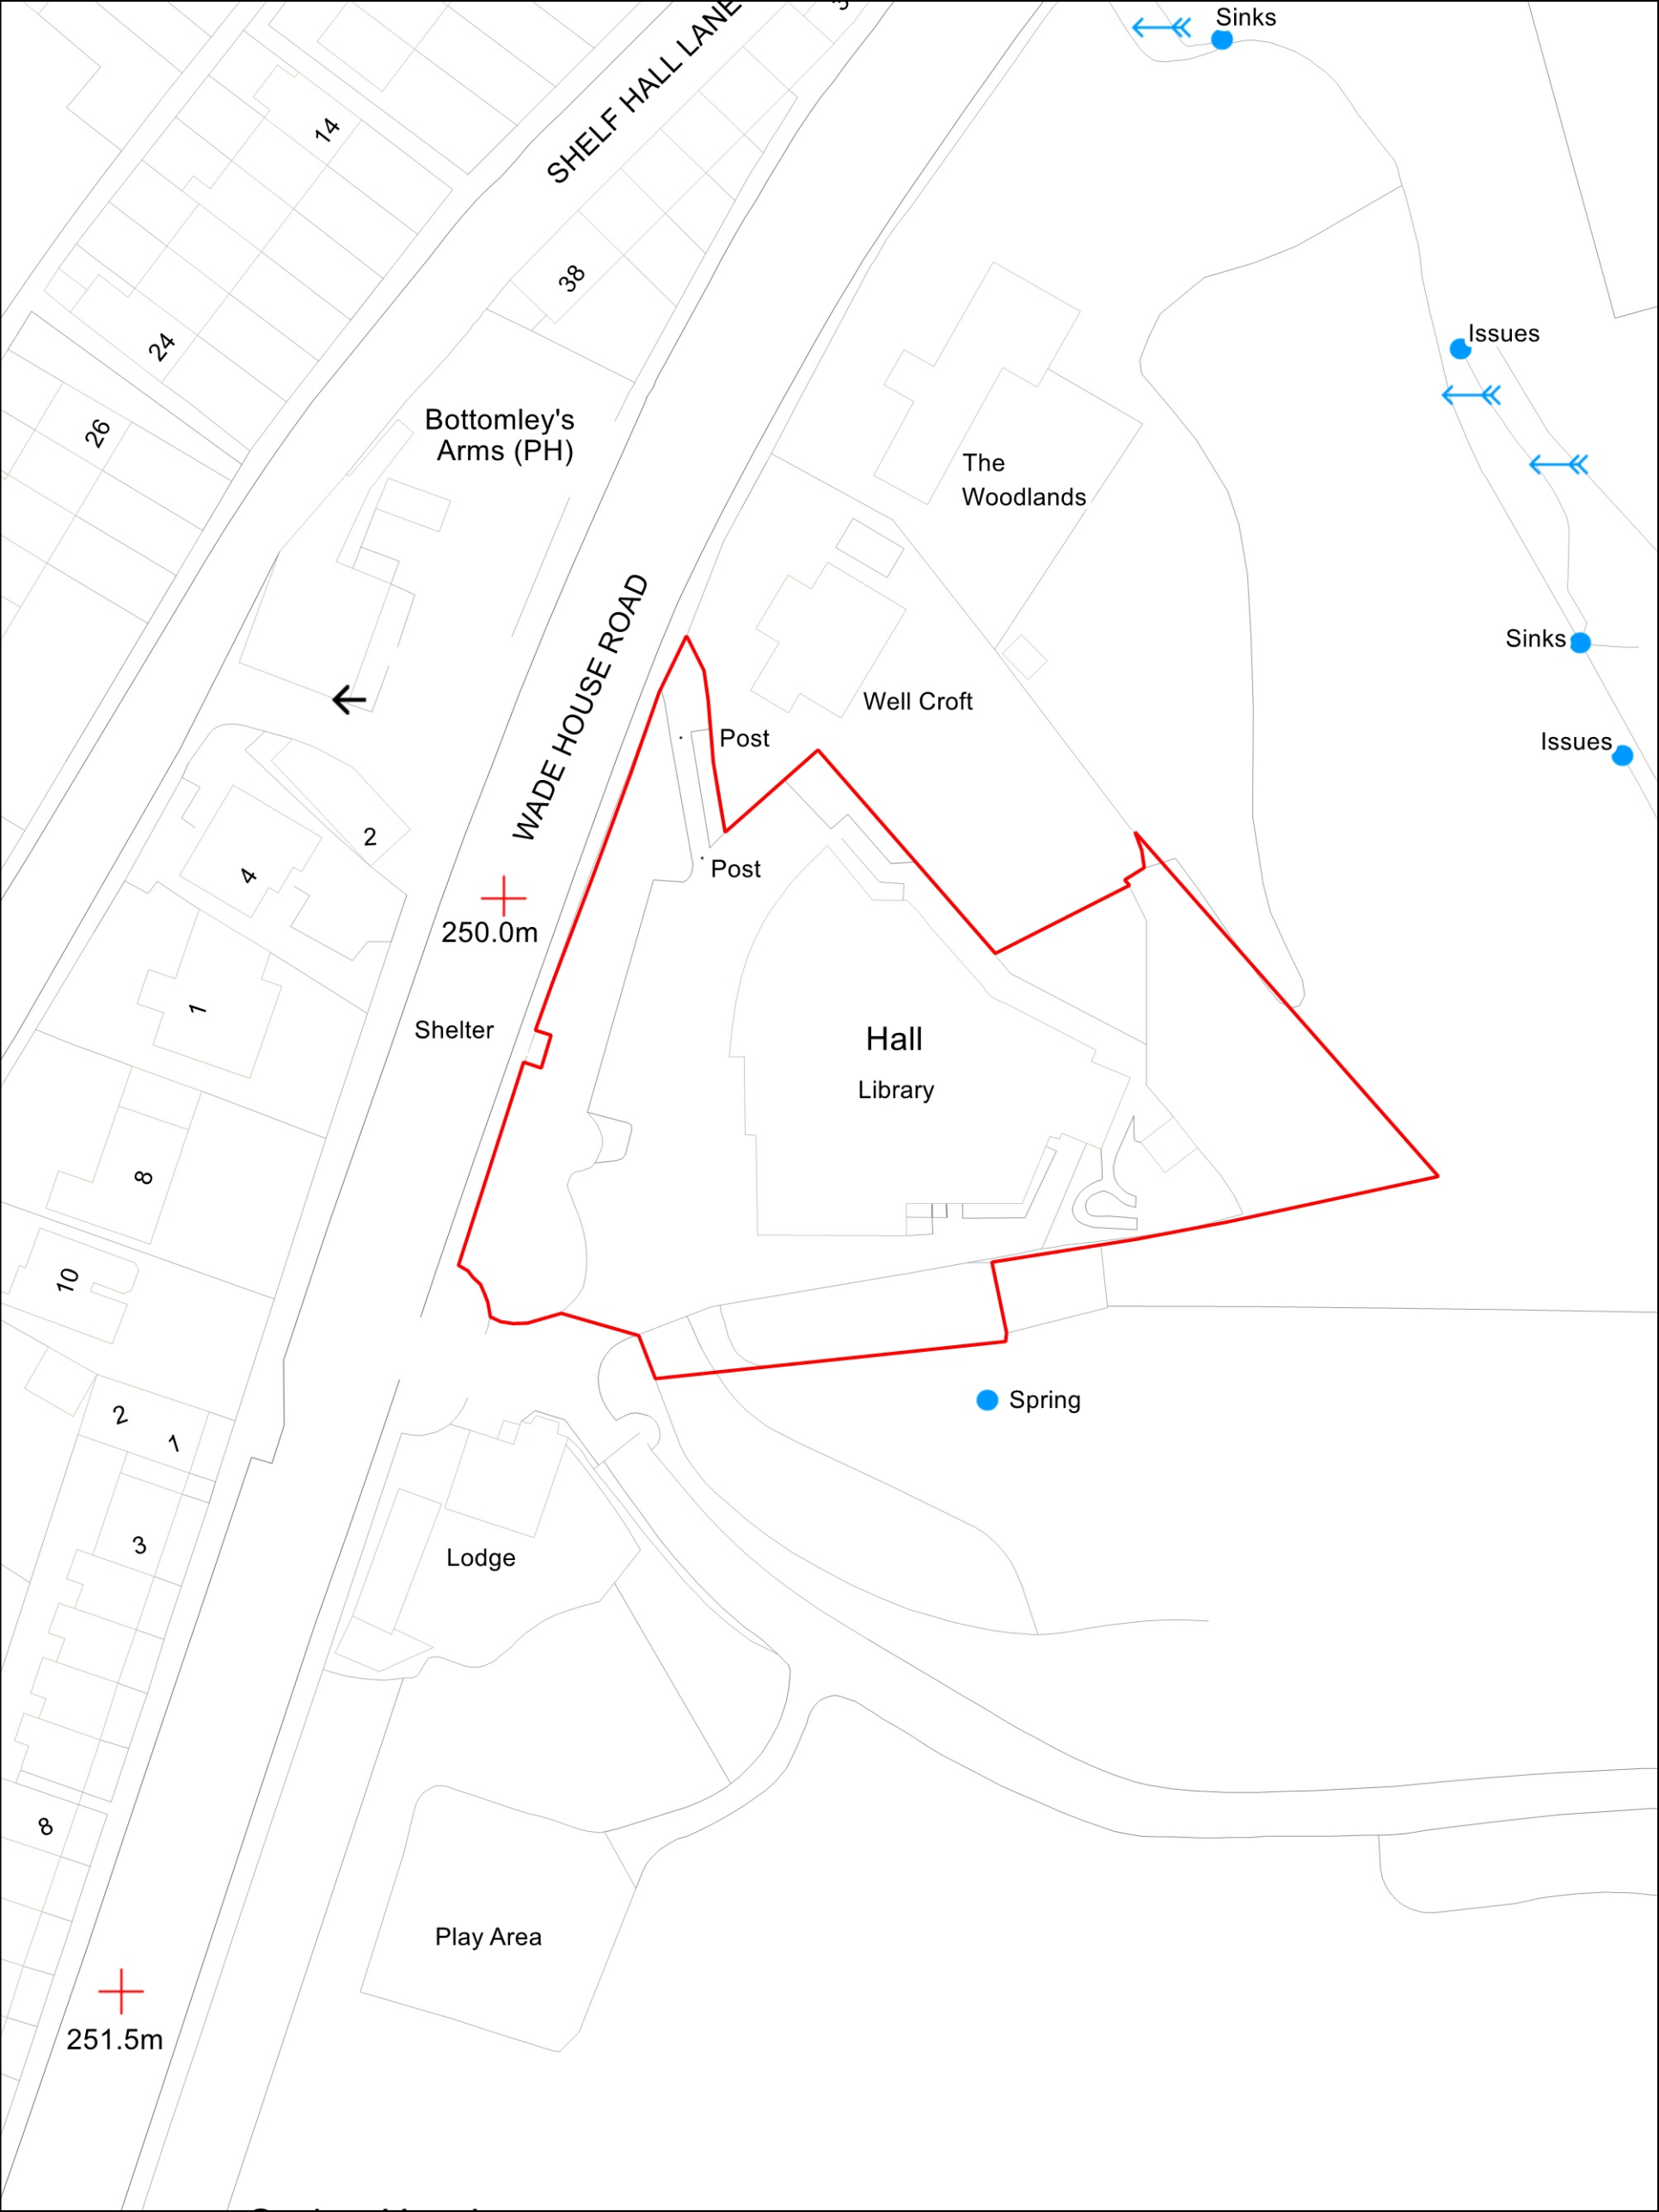 SHELF HALL LANE
Sinks
14
38
24
26
Issues
Bottomley's
Arms (PH)
The
Woodlands
WADE HOUSE ROAD
Sinks
Well Croft
Post
Issues
2
4
Post
250.0m
1
Shelter
Hall
Library
8
10
Spring
2
1
3
Lodge
8
Play Area
251.5m